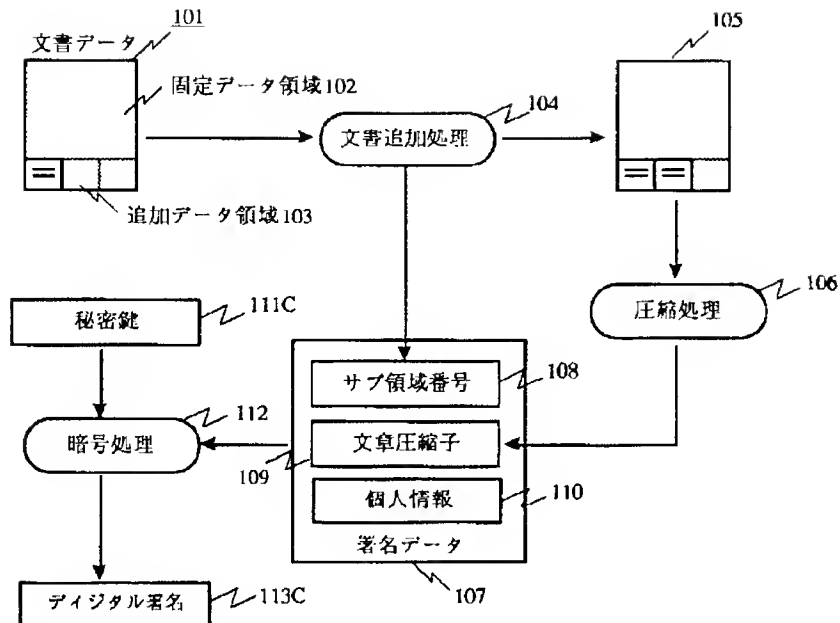 101
文書データ
固定データ領域102
追加データ領域103
104
文書追加処理
105
106
圧縮処理
111C
秘密鍵
112
暗号処理
サブ領域番号
108
文章圧縮子
109
個人情報
110
署名データ
107
ディジタル署名
113C